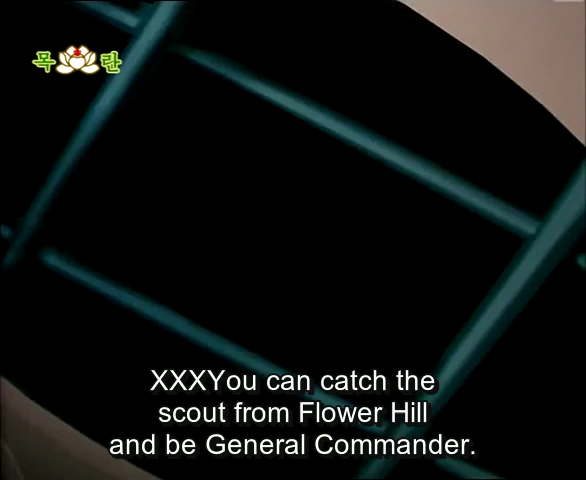 목란
XXXYou can catch the
scout from Flower Hill
and be General Commander.